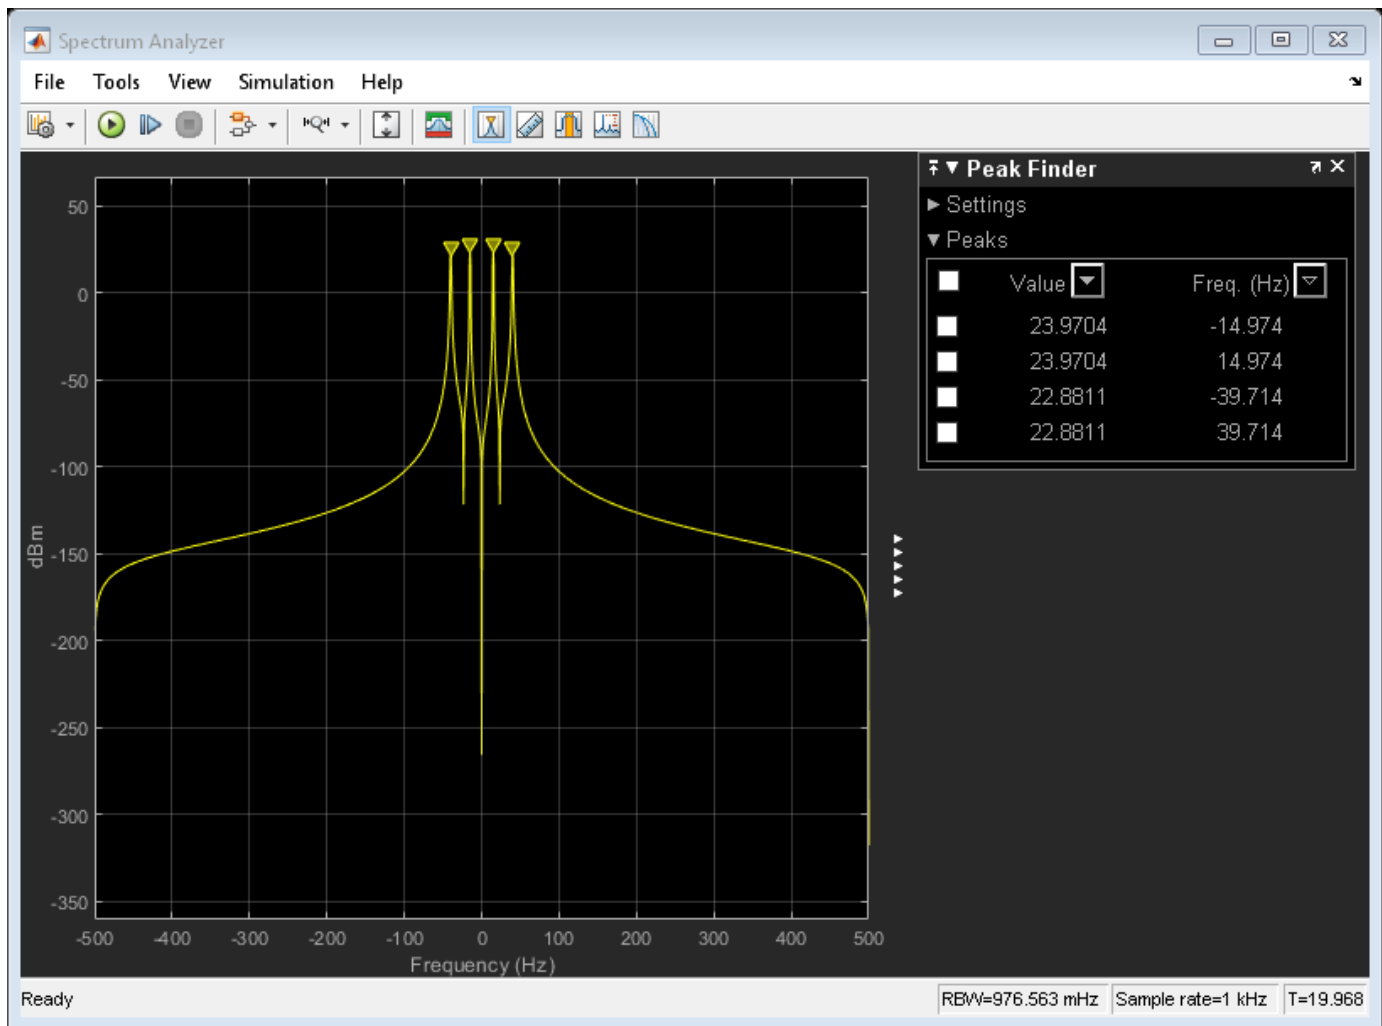 Spectrum Analyzer
File Tools View Simulation Help
Peak Finder
Settings
Peaks
Value Freq. (Hz)
23.9704 -14.974
23.9704 14.974
22.8811 -39.714
22.8811 39.714
50
0
-50
-100
-150
-200
-250
-300
-350
dBm
-500 -400 -300 -200 -100 0 100 200 300 400 500
Frequency (Hz)
Ready RBW=976.563 mHz Sample rate=1 kHz T=19.968